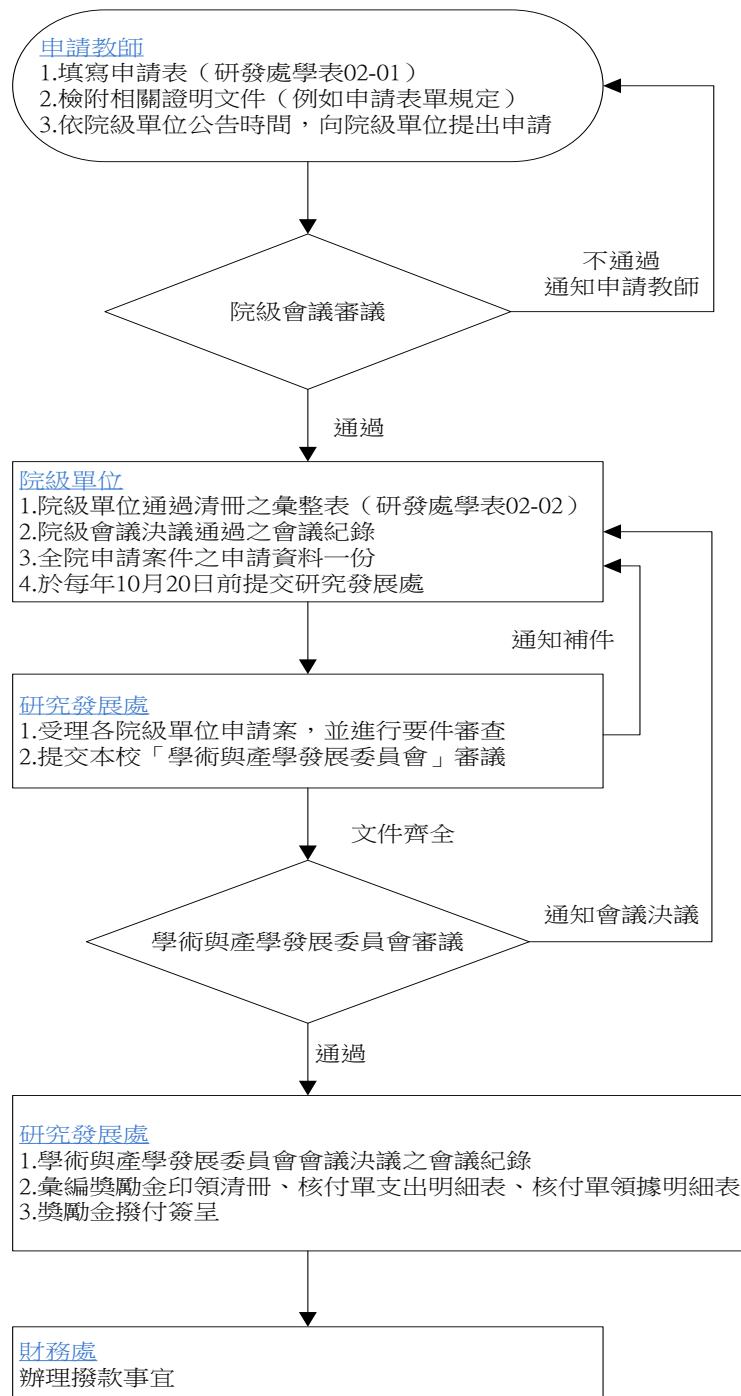 申請教師
1.填寫申請表（研發處學表02-01）
2.檢附相關證明文件（例如申請表單規定）
3.依院級單位公告時間，向院級單位提出申請
不通過
通知申請教師
院級會議審議
通過
院級單位
1.院級單位通過清冊之彙整表（研發處學表02-02）
2.院級會議決議通過之會議紀錄
3.全院申請案件之申請資料一份
4.於每年10月20日前提交研究發展處
通知補件
研究發展處
1.受理各院級單位申請案，並進行要件審查
2.提交本校「學術與產學發展委員會」審議
文件齊全
通知會議決議
學術與產學發展委員會審議
通過
研究發展處
1.學術與產學發展委員會會議決議之會議紀錄
2.彙編獎勵金印領清冊、核付單支出明細表、核付單領據明細表
3.獎勵金撥付簽呈
財務處
辦理撥款事宜